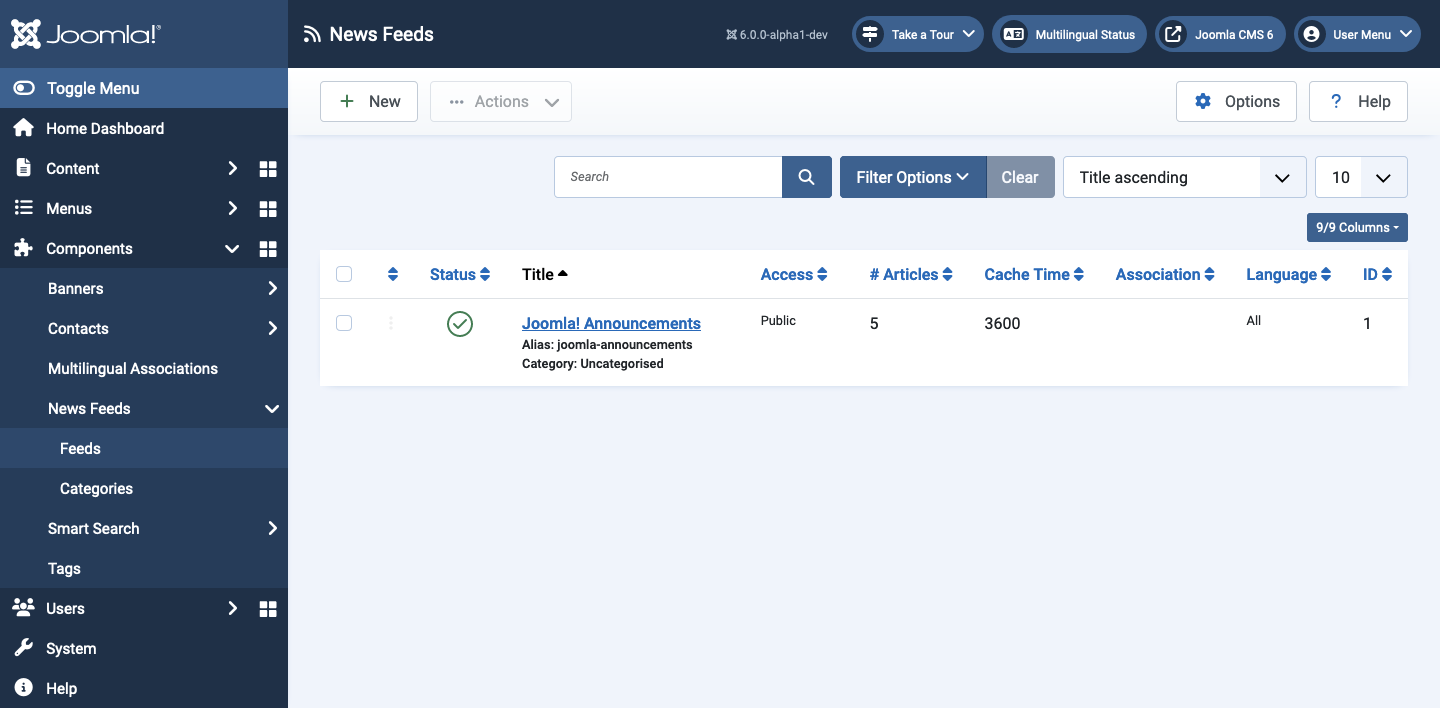 Joomla!®
News Feeds
6.0.0-alpha1-dev
Take a Tour
Multilingual Status
Joomla CMS 6
User Menu
Toggle Menu
Home Dashboard
Content
Menus
Components
Banners
Contacts
Multilingual Associations
News Feeds
Feeds
Categories
Smart Search
Tags
Users
System
Help
New
Actions
Options
? Help
Search
Filter Options
Clear
Title ascending
10
9/9 Columns
Status Title Access # Articles Cache Time Association Language ID
Joomla! Announcements Public 5 3600 All 1
Alias: joomla-announcements
Category: Uncategorised